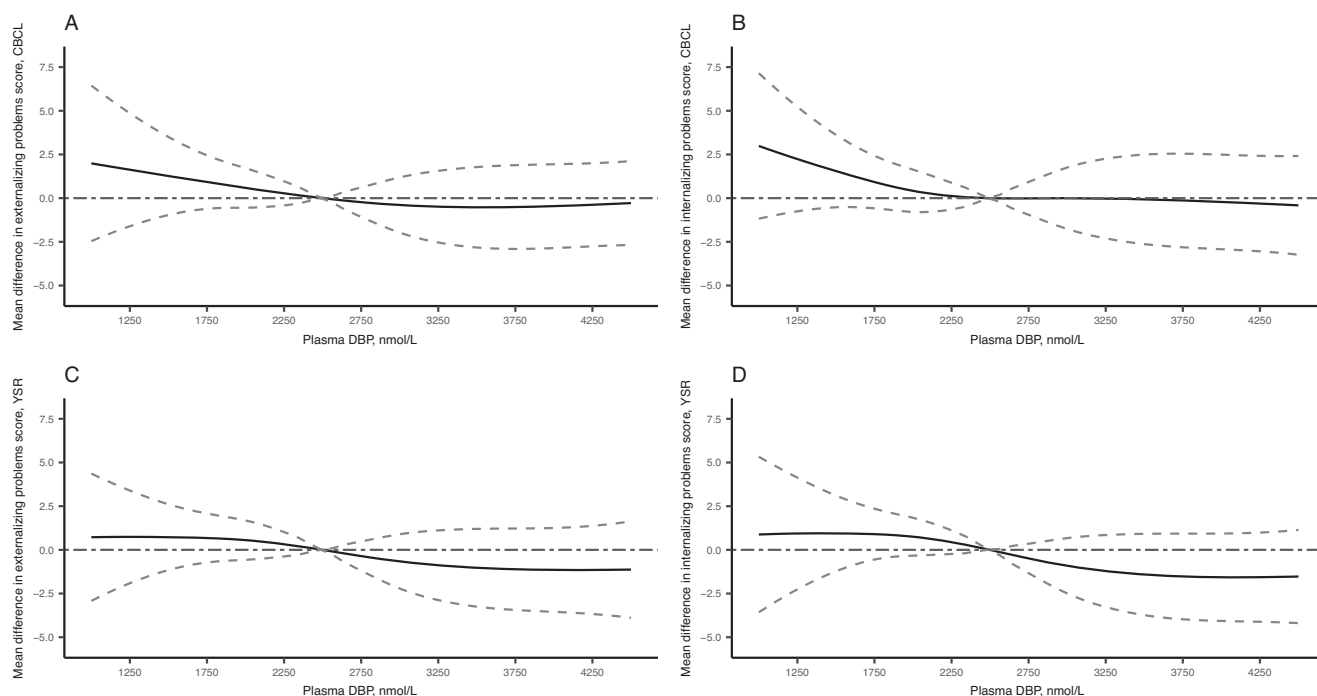 A
Mean difference in externalizing problems score, CBCL
7.5
5.0
2.5
0.0
−2.5
−5.0
1250 1750 2250 2750 3250 3750 4250
Plasma DBP, nmol/L
B
Mean difference in internalizing problems score, CBCL
7.5
5.0
2.5
0.0
−2.5
−5.0
1250 1750 2250 2750 3250 3750 4250
Plasma DBP, nmol/L
C
Mean difference in externalizing problems score, YSR
7.5
5.0
2.5
0.0
−2.5
−5.0
1250 1750 2250 2750 3250 3750 4250
Plasma DBP, nmol/L
D
Mean difference in internalizing problems score, YSR
7.5
5.0
2.5
0.0
−2.5
−5.0
1250 1750 2250 2750 3250 3750 4250
Plasma DBP, nmol/L